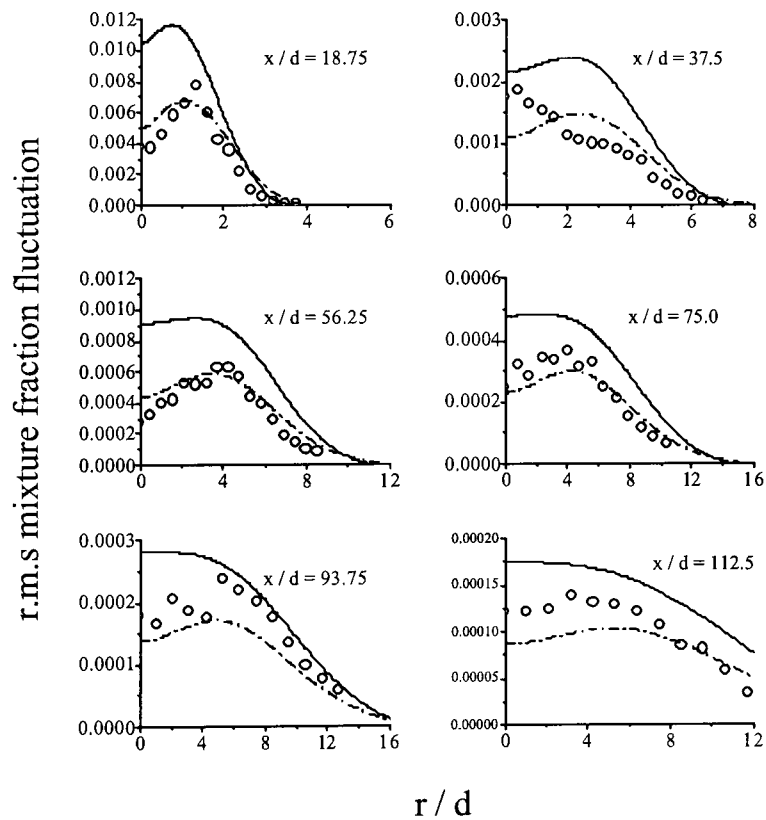 r.m.s mixture fraction fluctuation
0.012
0.010
0.008
0.006
0.004
0.002
0.000
0 2 4 6
x / d = 18.75
0.003
0.002
0.001
0.000
0 2 4 6 8
x / d = 37.5
0.0012
0.0010
0.0008
0.0006
0.0004
0.0002
0.0000
0 4 8 12
x / d = 56.25
0.0006
0.0004
0.0002
0.0000
0 4 8 12 16
x / d = 75.0
0.0003
0.0002
0.0001
0.0000
0 4 8 12 16
x / d = 93.75
0.00020
0.00015
0.00010
0.00005
0.00000
0 4 8 12
x / d = 112.5
r / d